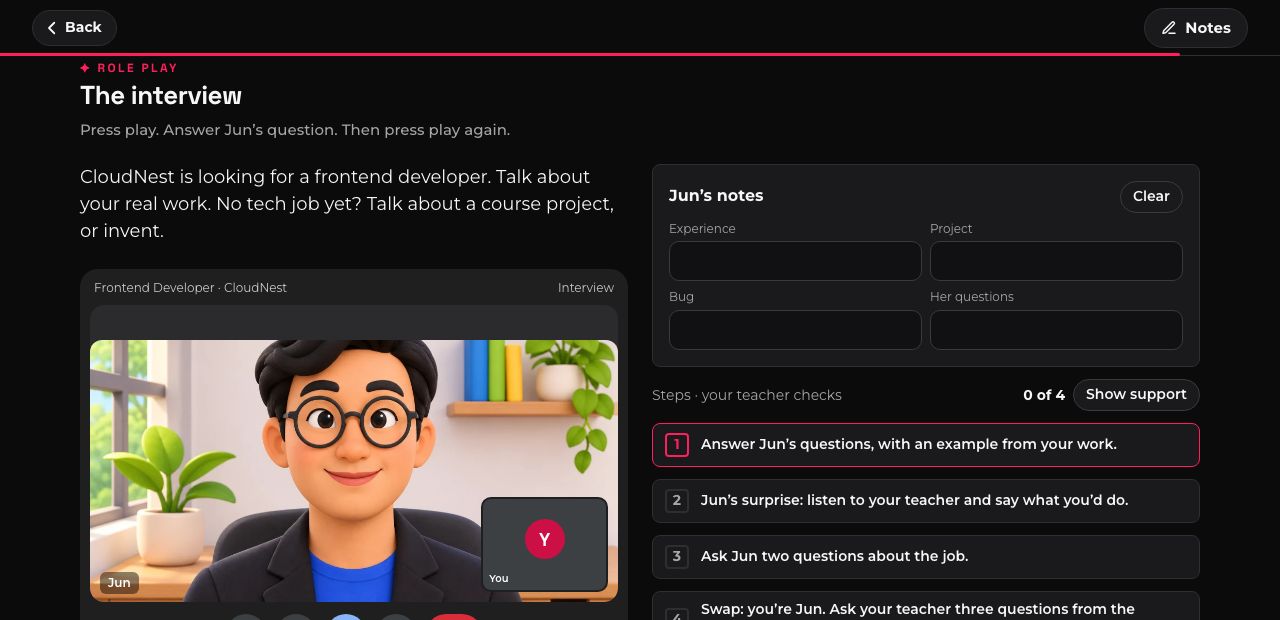 Back
Notes
ROLE PLAY
The interview
Press play. Answer Jun’s question. Then press play again.
CloudNest is looking for a frontend developer. Talk about
your real work. No tech job yet? Talk about a course project,
or invent.
Frontend Developer · CloudNest
Interview
Jun
Y
You
Jun’s notes
Clear
Experience
Project
Bug
Her questions
Steps · your teacher checks
0 of 4
Show support
1
Answer Jun’s questions, with an example from your work.
2
Jun’s surprise: listen to your teacher and say what you’d do.
3
Ask Jun two questions about the job.
4
Swap: you’re Jun. Ask your teacher three questions from the